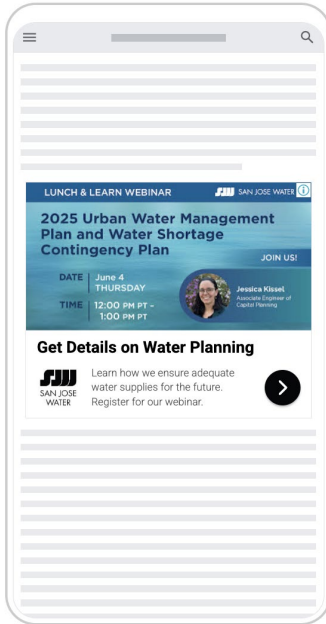 LUNCH & LEARN WEBINAR
SJW SAN JOSE WATER
2025 Urban Water Management
Plan and Water Shortage
Contingency Plan
JOIN US!
DATE
June 4
THURSDAY
TIME
12:00 PM PT –
1:00 PM PT
Jessica Kissel
Associate Engineer of
Capital Planning
Get Details on Water Planning
SJW
SAN JOSE
WATER
Learn how we ensure adequate
water supplies for the future.
Register for our webinar.